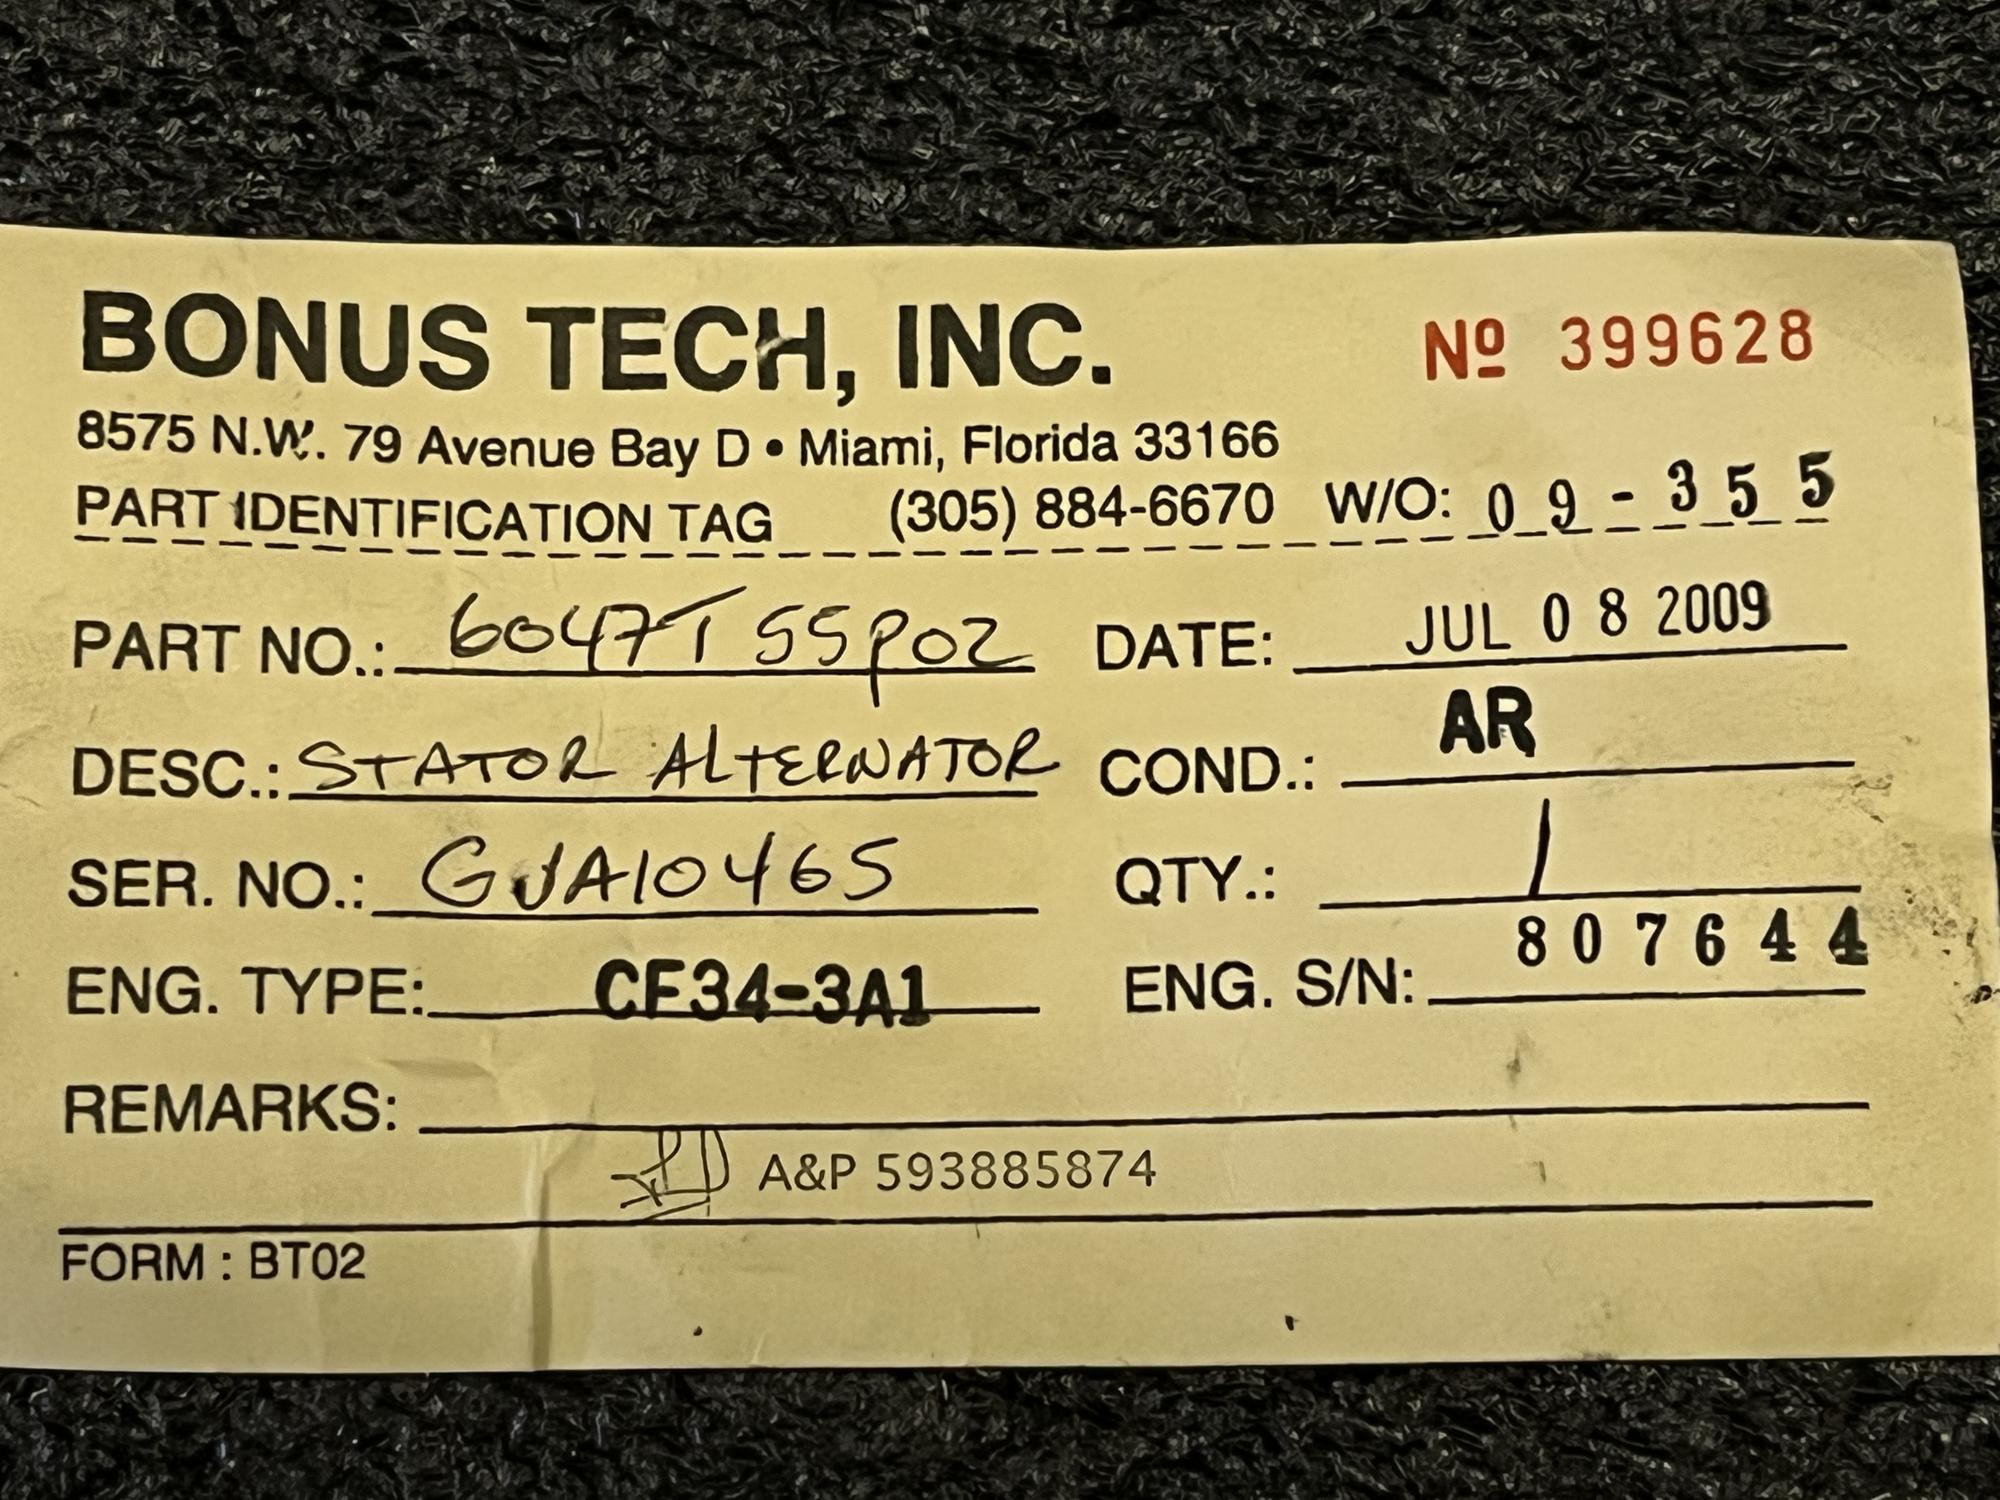 BONUS TECH, INC. Nº 399628
8575 N.W. 79 Avenue Bay D • Miami, Florida 33166
PART IDENTIFICATION TAG (305) 884-6670 W/O: 09-355
PART NO.: 6047T55P02 DATE: JUL 08 2009
DESC.: STATOR ALTERNATOR COND.: AR
SER. NO.: GJA10465 QTY.: 1
ENG. TYPE: CF34-3A1 ENG. S/N: 807644
REMARKS:
A&P 593885874
FORM : BT02